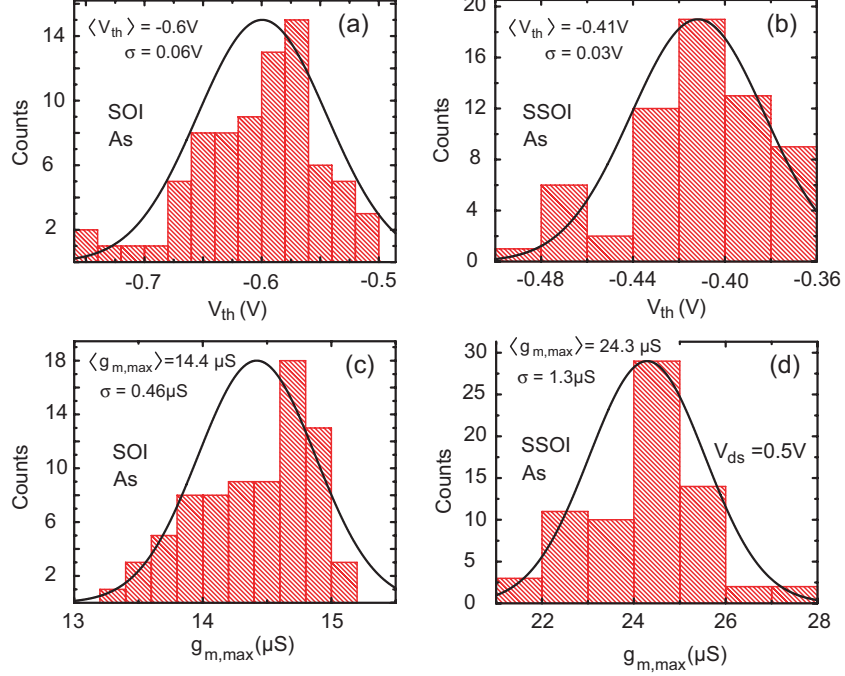 (a)
⟨V_th⟩ = -0.6V
σ = 0.06V
SOI
As
Counts
14
10
6
2
-0.7
-0.6
-0.5
V_th (V)
(b)
⟨V_th⟩ = -0.41V
σ = 0.03V
SSOI
As
Counts
20
16
12
8
4
0
-0.48
-0.44
-0.40
-0.36
V_th (V)
(c)
⟨g_m,max⟩=14.4 µS
σ = 0.46µS
SOI
As
Counts
18
14
10
6
2
13
14
15
g_m,max(µS)
(d)
⟨g_m,max⟩= 24.3 µS
σ = 1.3µS
SSOI
As
V_ds =0.5V
Counts
30
25
20
15
10
5
0
22
24
26
28
g_m,max(µS)